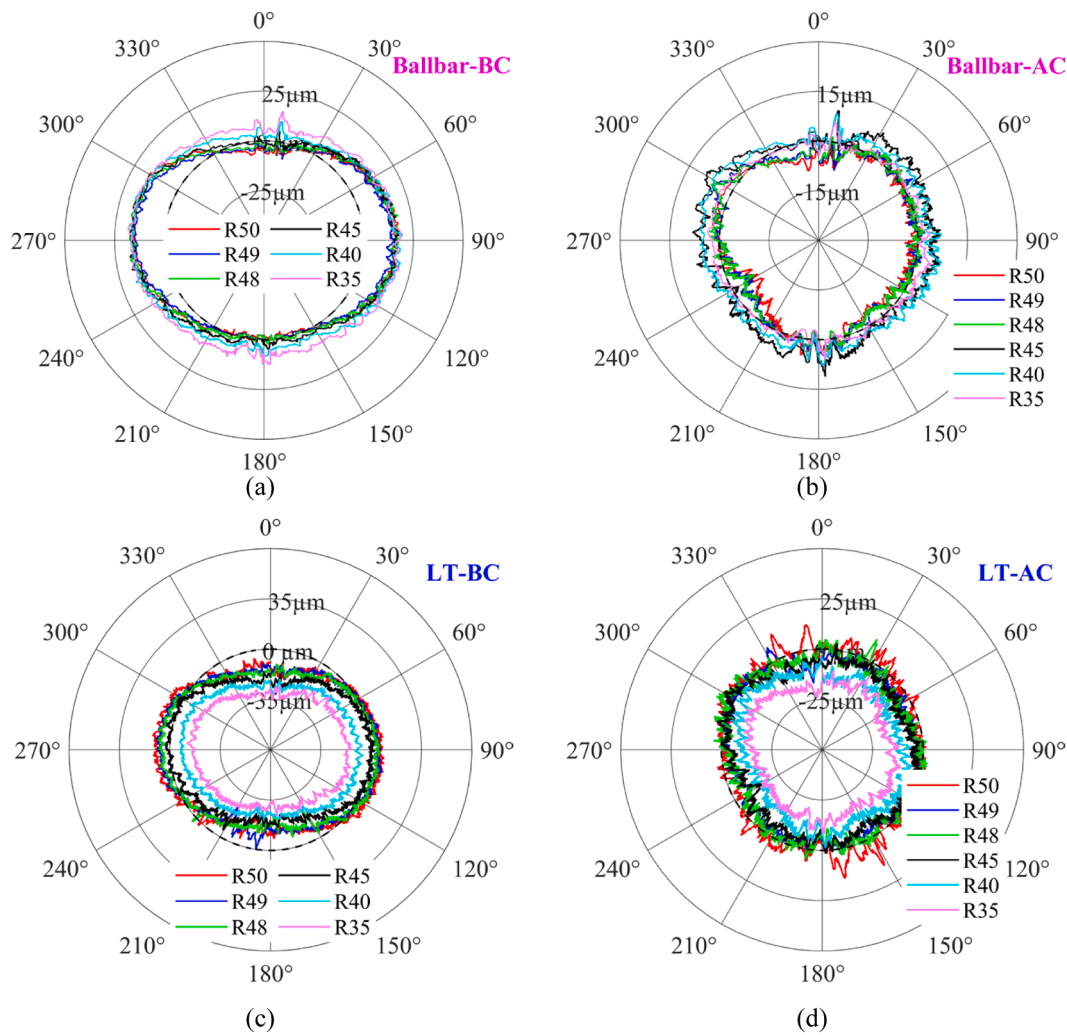 0°
330°
30°
Ballbar-BC
25µm
300°
60°
-25µm
R50
R45
270°
90°
R49
R40
R48
R35
240°
120°
210°
150°
180°
(a)
0°
330°
30°
Ballbar-AC
15µm
300°
60°
-15µm
270°
90°
R50
R49
R48
R45
R40
R35
240°
120°
210°
150°
180°
(b)
0°
330°
30°
LT-BC
35µm
300°
60°
0 µm
-35µm
270°
90°
240°
120°
R50
R45
R49
R40
R48
R35
210°
150°
180°
(c)
0°
330°
30°
LT-AC
25µm
300°
60°
-25µm
270°
90°
R50
R49
R48
R45
R40
R35
240°
120°
210°
150°
180°
(d)